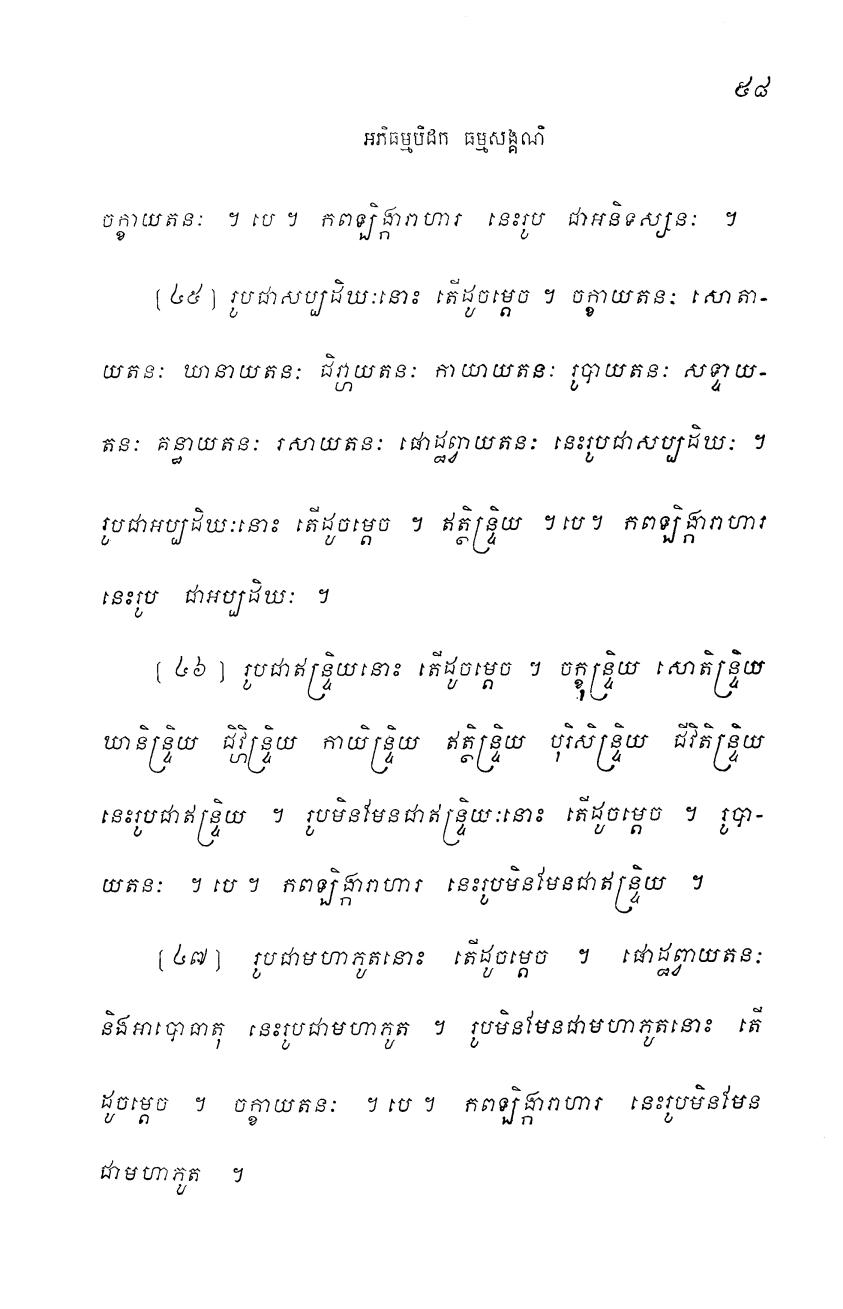 ៥៨
អភិធម្មបិដក ធម្មសង្គណី
ចក្ខាយតនៈ ។ បេ ។ កពឡិង្ការាហារ នេះរូប ជាអនិទស្សនៈ ។
[ ៤៥ ] រូបជាសប្បដិឃៈនោះ តើដូចម្តេច ។ ចក្ខាយតនៈ សោតា-
យតនៈ ឃានាយតនៈ ជិវ្ហាយតនៈ កាយាយតនៈ រូបាយតនៈ សទ្ទាយ-
តនៈ គន្ធាយតនៈ រសាយតនៈ ផោដ្ឋព្វាយតនៈ នេះរូបជាសប្បដិឃៈ ។
រូបជាអប្បដិឃៈនោះ តើដូចម្តេច ។ ឥត្ថិន្ទ្រិយ ។ បេ ។ កពឡិង្ការាហារ
នេះរូប ជាអប្បដិឃៈ ។
[ ៤៦ ] រូបជាឥន្ទ្រិយនោះ តើដូចម្តេច ។ ចក្ខុន្ទ្រិយ សោតិន្ទ្រិយ
ឃានិន្ទ្រិយ ជិវ្ហិន្ទ្រិយ កាយិន្ទ្រិយ ឥត្ថិន្ទ្រិយ បុរិសិន្ទ្រិយ ជីវិតិន្ទ្រិយ
នេះរូបជាឥន្ទ្រិយ ។ រូបមិនមែនជាឥន្ទ្រិយៈនោះ តើដូចម្តេច ។ រូបា-
យតនៈ ។ បេ ។ កពឡិង្ការាហារ នេះរូបមិនមែនជាឥន្ទ្រិយ ។
[ ៤៧ ] រូបជាមហាភូតនោះ តើដូចម្តេច ។ ផោដ្ឋព្វាយតនៈ
និងអាបោធាតុ នេះរូបជាមហាភូត ។ រូបមិនមែនជាមហាភូតនោះ តើ
ដូចម្តេច ។ ចក្ខាយតនៈ ។ បេ ។ កពឡិង្ការាហារ នេះរូបមិនមែន
ជាមហាភូត ។